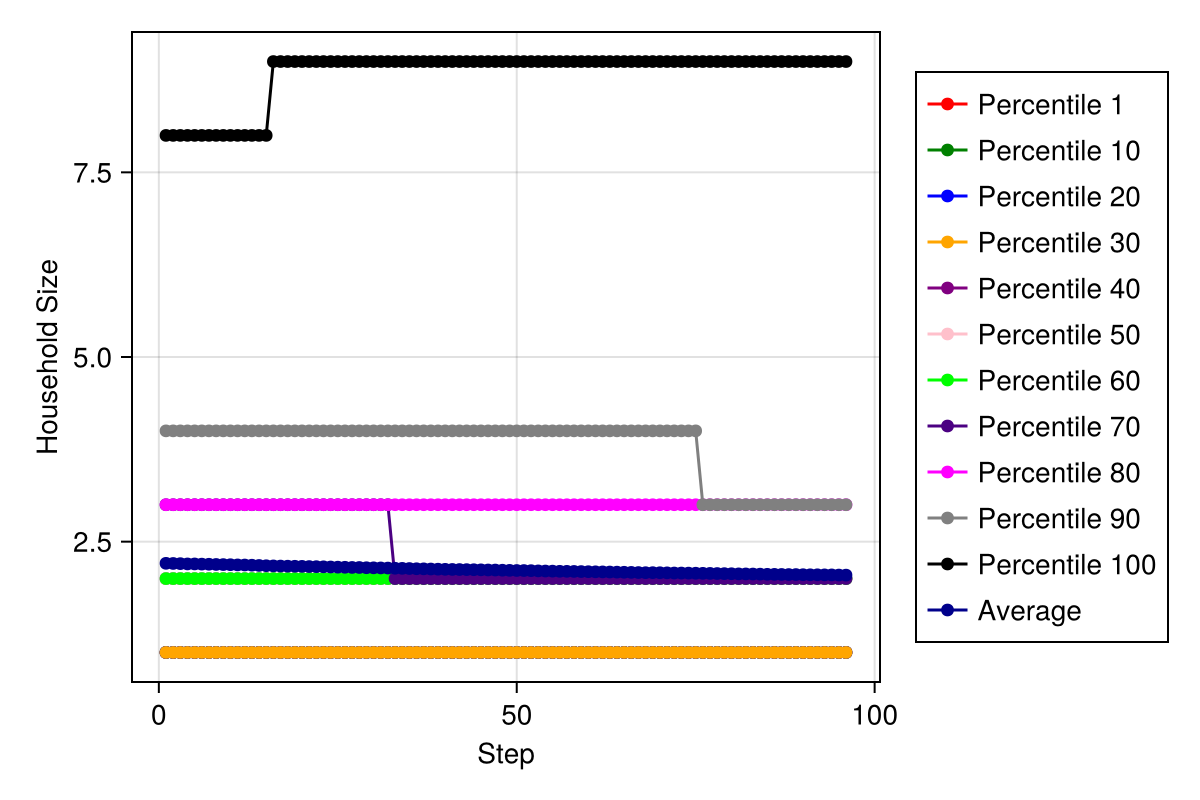 7.5
5.0
2.5
Household Size
0
50
100
Step
Percentile 1
Percentile 10
Percentile 20
Percentile 30
Percentile 40
Percentile 50
Percentile 60
Percentile 70
Percentile 80
Percentile 90
Percentile 100
Average